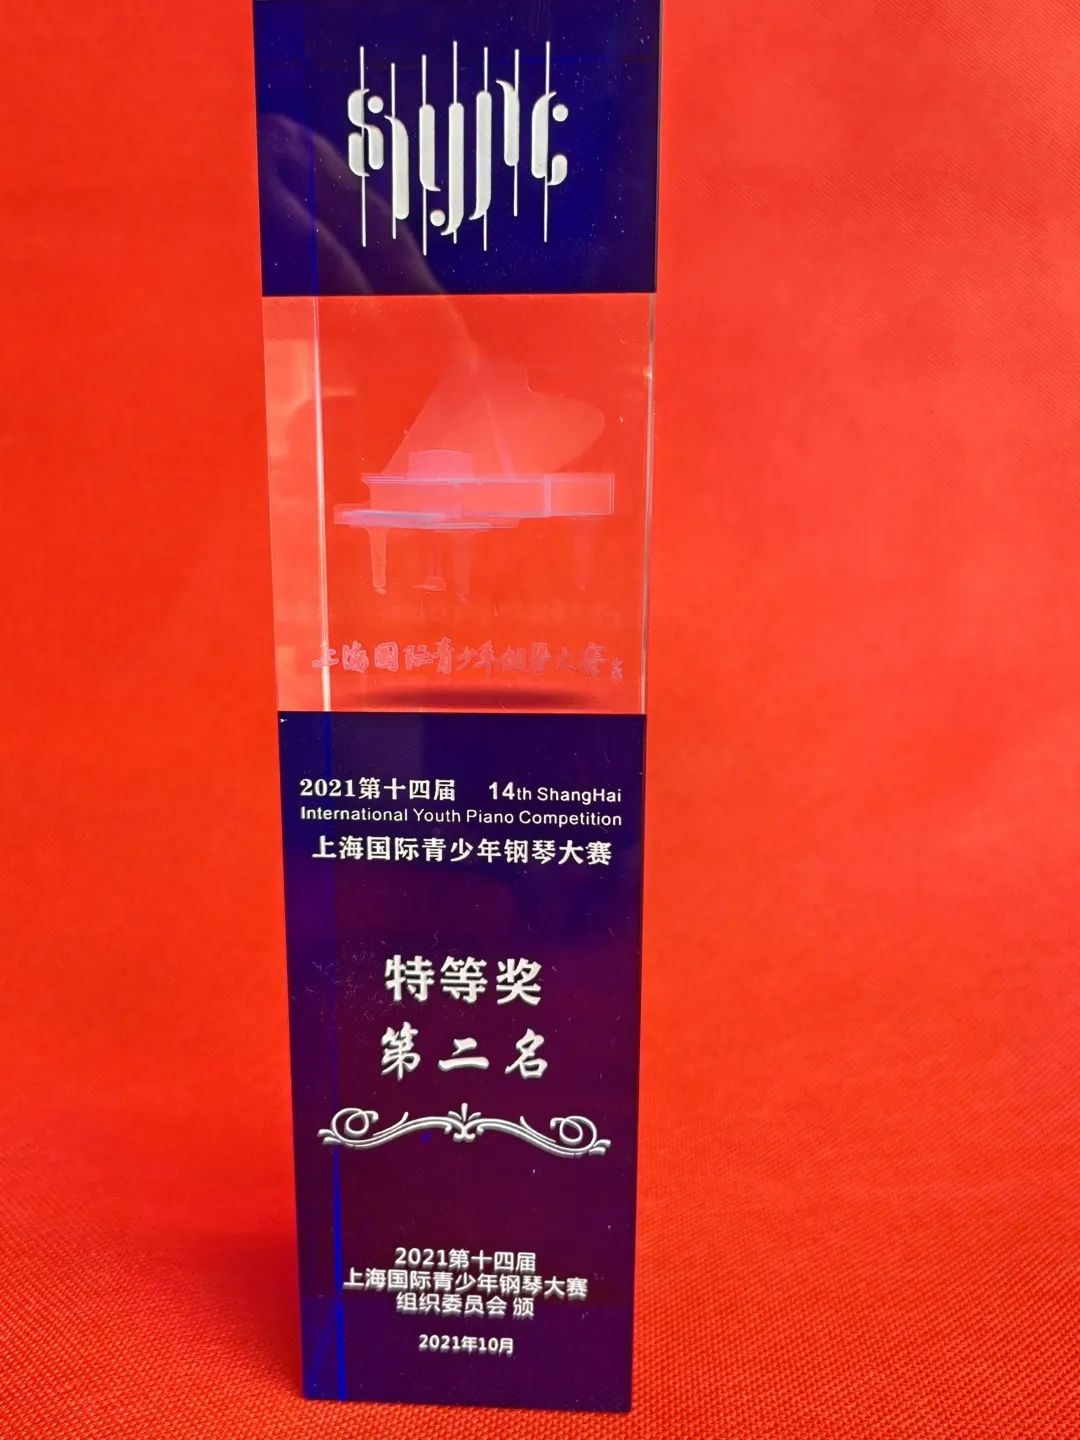 上海国际青少年钢琴大赛
2021第十四届 14th ShangHai
International Youth Piano Competition
上海国际青少年钢琴大赛
特等奖
第二名
2021第十四届
上海国际青少年钢琴大赛
组织委员会 颁
2021年10月